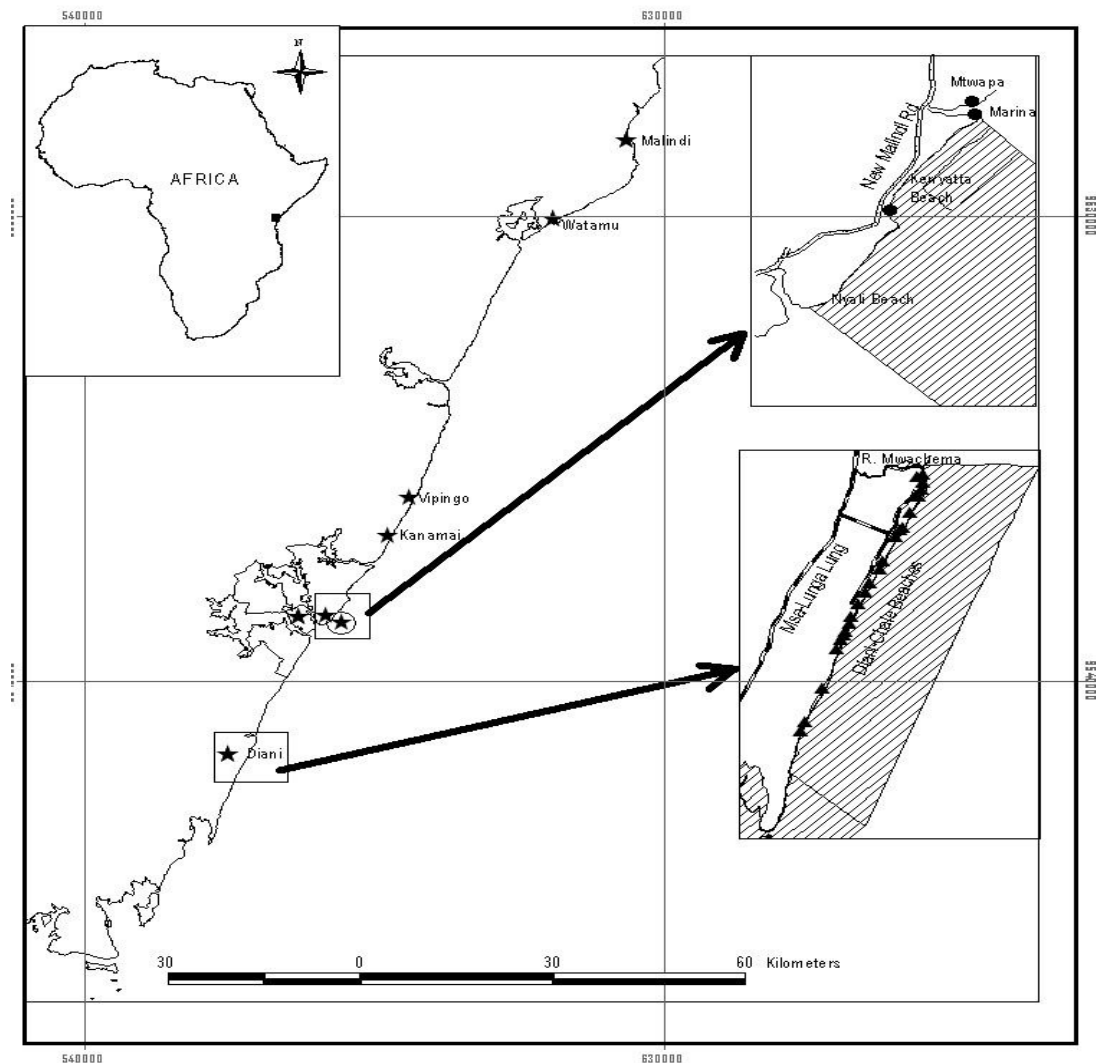 540000
630000
N
AFRICA
Malindi
Watamu
Vipingo
Kanamai
Diani
Mtwapa
Marina
New Malindi Rd
Kenyatta
Beach
Nyali Beach
R. Mwachema
Msa-Lunga Lung
Diani-Chale Beaches
30
0
30
60
Kilometers
540000
630000